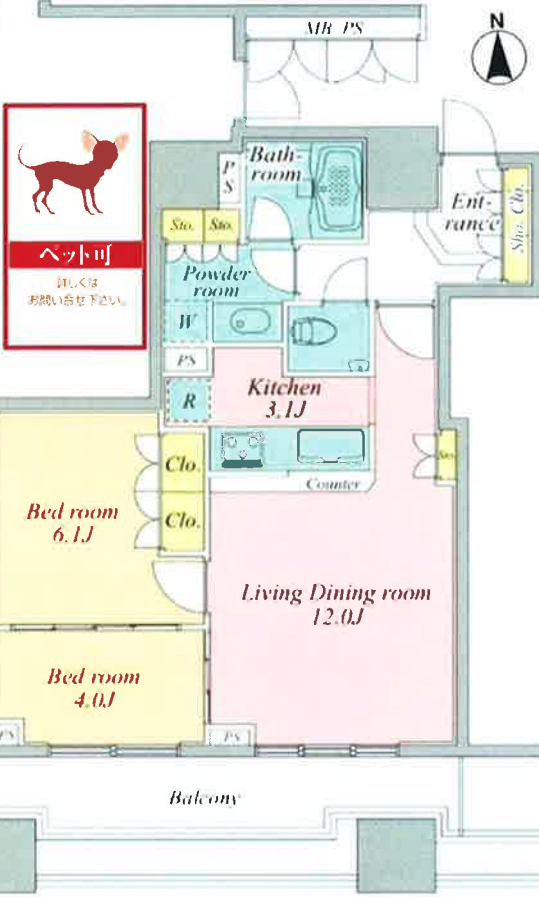 MB PS
N
ペット可
詳しくは
お問い合せ下さい。
P
S
Bath-
room
Ent-
rance
Sho. Clo.
Sto.
Sto.
Powder
room
W
PS
R
Kitchen
3.1J
Sto.
Clo.
Clo.
Counter
Bed room
6.1J
Living Dining room
12.0J
Bed room
4.0J
PS
PS
Balcony